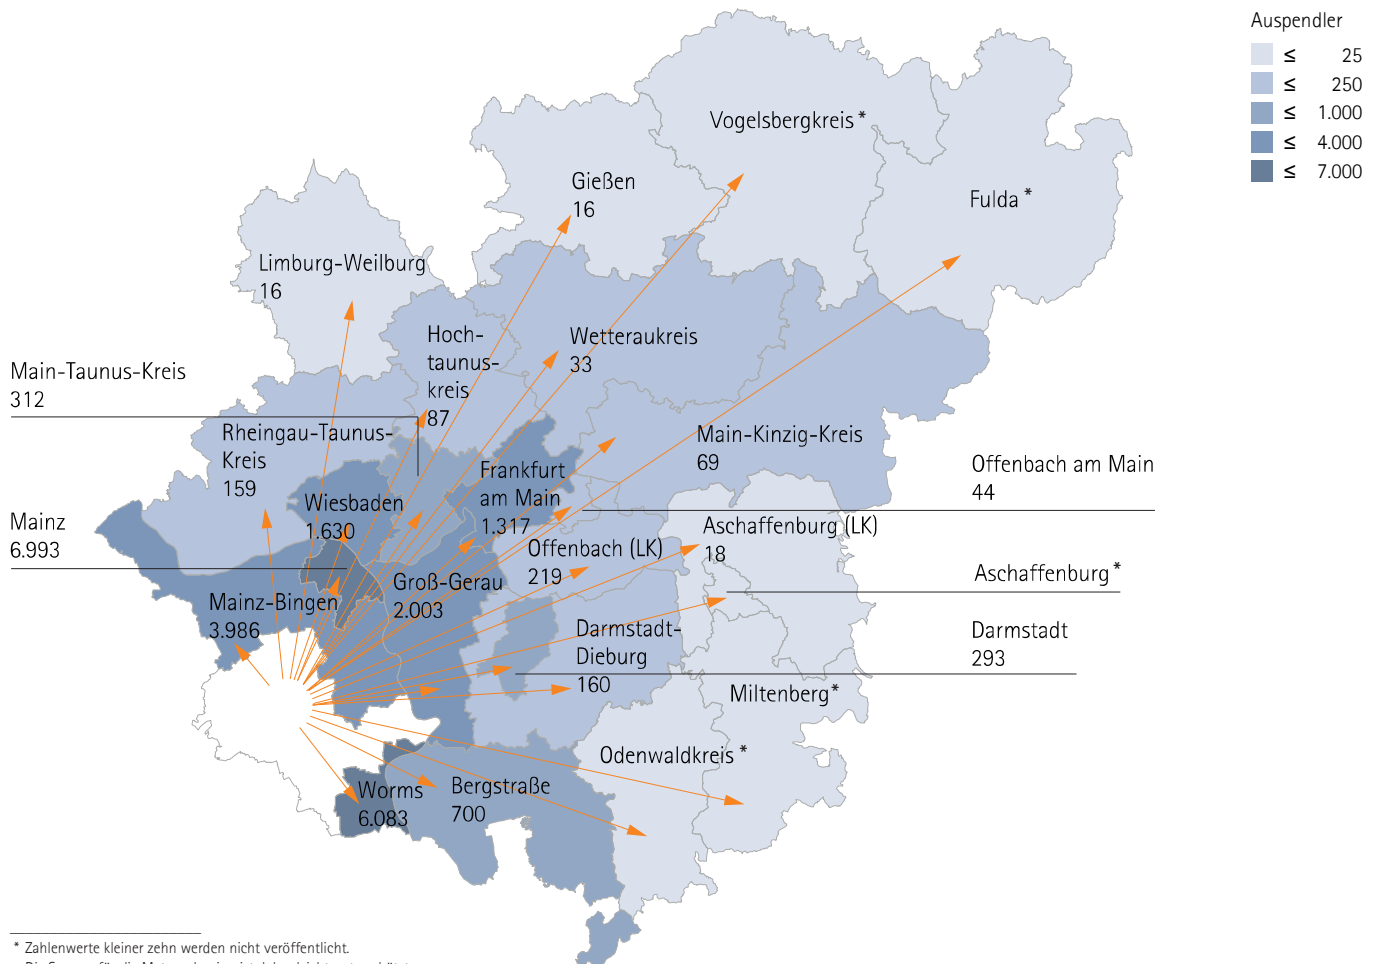 Auspendler
≤ 25
≤ 250
≤ 1.000
≤ 4.000
≤ 7.000
Vogelsbergkreis *
Gießen
16
Fulda *
Limburg-Weilburg
16
Hoch-
taunus-
kreis
87
Wetteraukreis
33
Main-Taunus-Kreis
312
Rheingau-Taunus-
Kreis
159
Main-Kinzig-Kreis
69
Frankfurt
am Main
1.317
Offenbach am Main
44
Wiesbaden
1.630
Mainz
6.993
Aschaffenburg (LK)
18
Offenbach (LK)
219
Groß-Gerau
2.003
Aschaffenburg *
Mainz-Bingen
3.986
Darmstadt-
Dieburg
160
Darmstadt
293
Miltenberg *
Odenwaldkreis *
Worms
6.083
Bergstraße
700
* Zahlenwerte kleiner zehn werden nicht veröffentlicht.